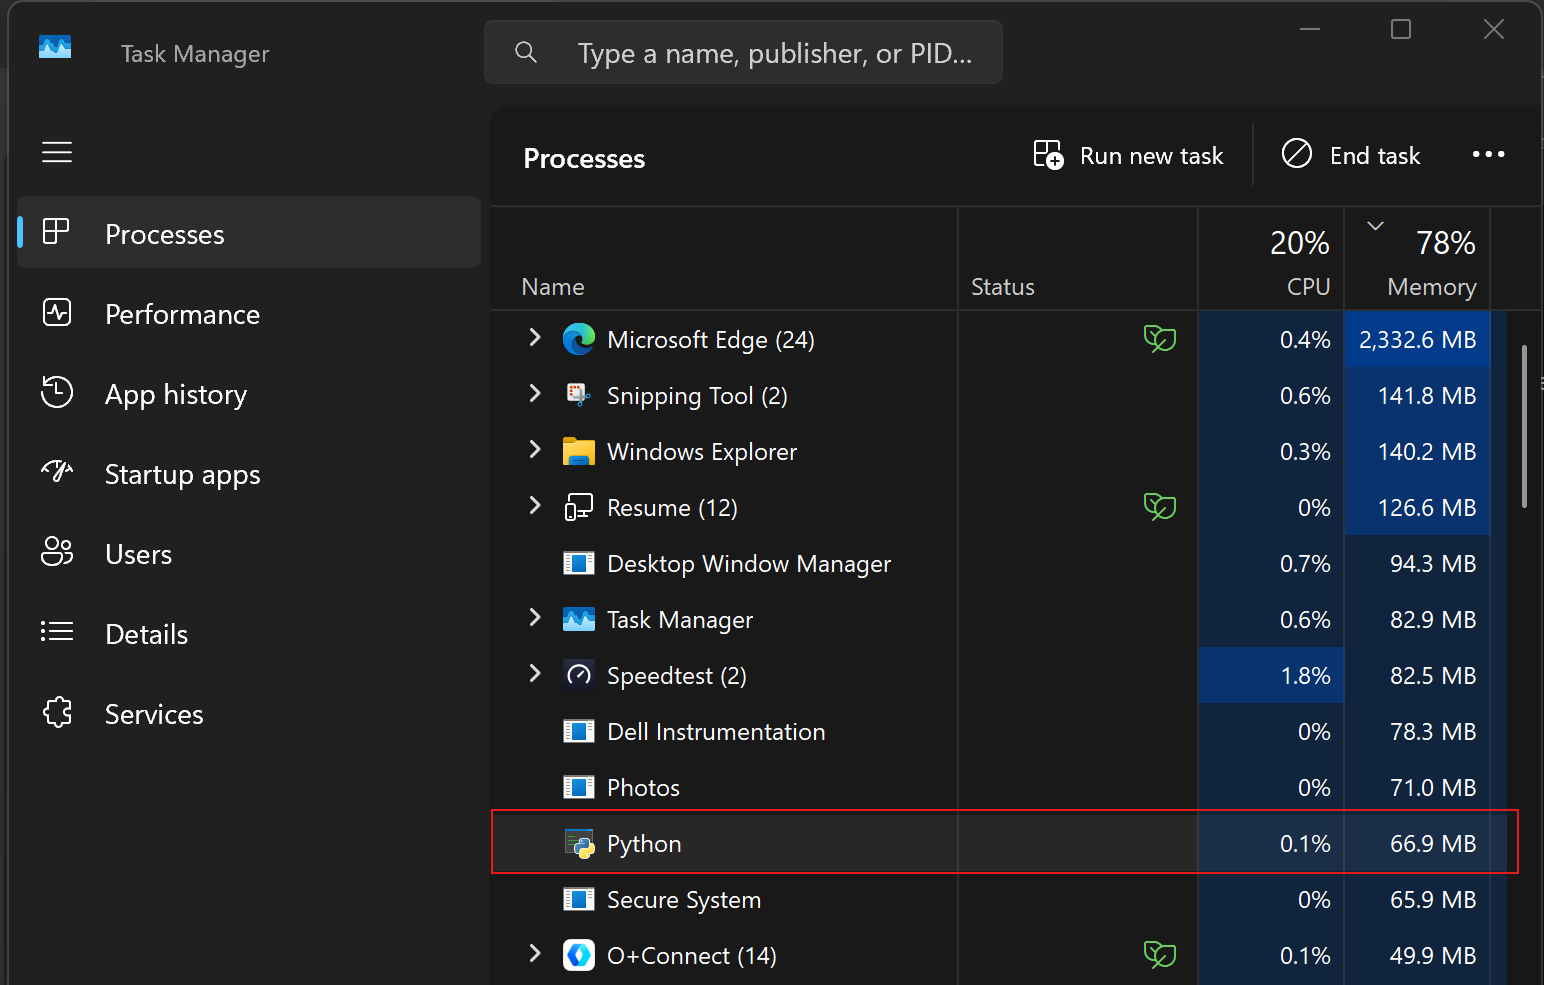 Task Manager
Type a name, publisher, or PID...
Processes
Run new task
End task
Processes
Performance
App history
Startup apps
Users
Details
Services
20% 78%
Name Status CPU Memory
Microsoft Edge (24) 0.4% 2,332.6 MB
Snipping Tool (2) 0.6% 141.8 MB
Windows Explorer 0.3% 140.2 MB
Resume (12) 0% 126.6 MB
Desktop Window Manager 0.7% 94.3 MB
Task Manager 0.6% 82.9 MB
Speedtest (2) 1.8% 82.5 MB
Dell Instrumentation 0% 78.3 MB
Photos 0% 71.0 MB
Python 0.1% 66.9 MB
Secure System 0% 65.9 MB
O+Connect (14) 0.1% 49.9 MB